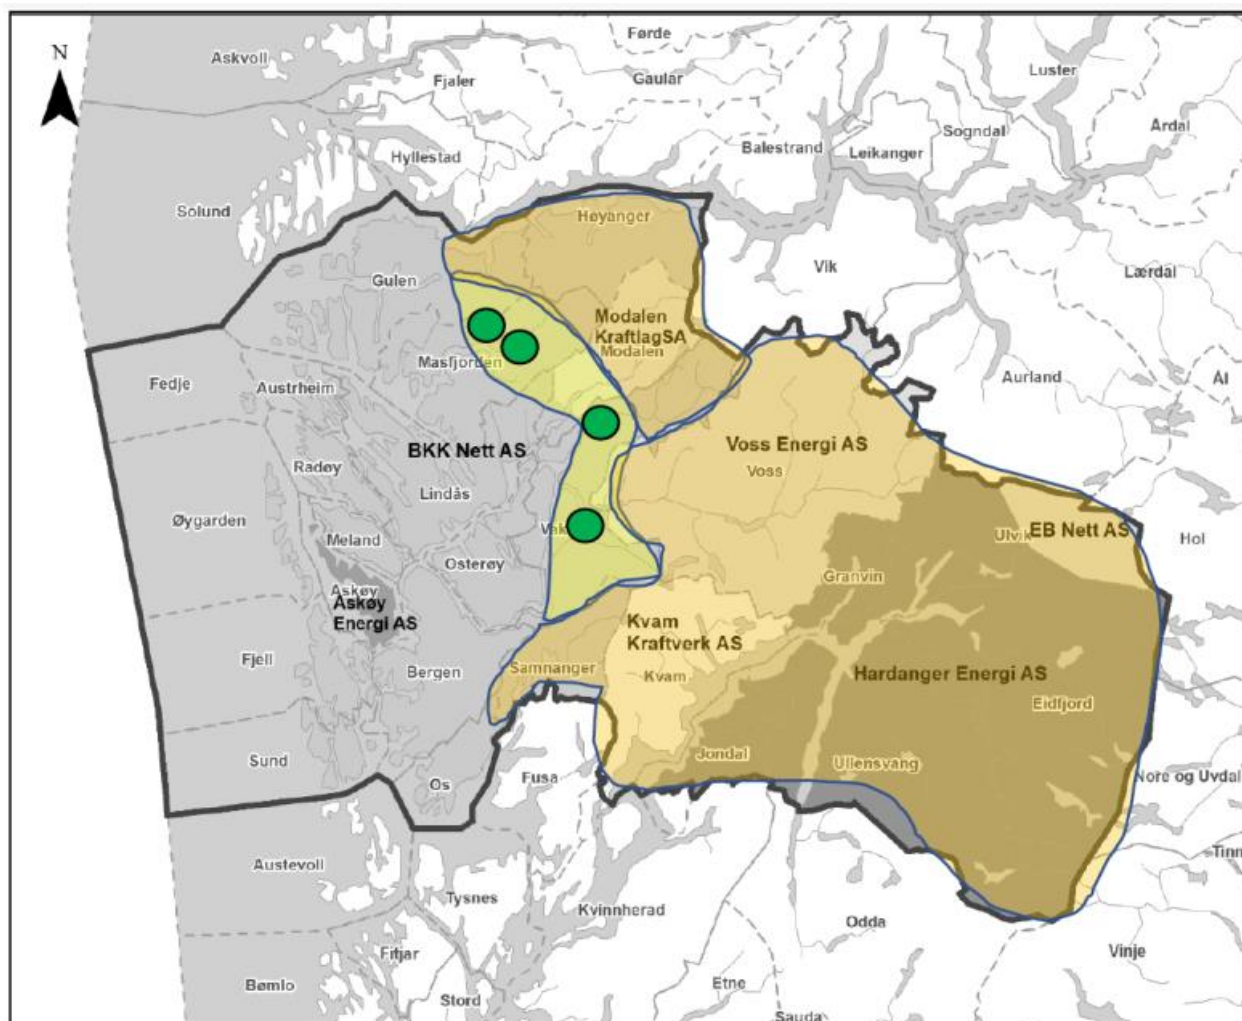 N
Førde
Askvoll
Gaular
Luster
Fjaler
Årdal
Sogndal
Balestrand
Leikanger
Hyllestad
Solund
Høyanger
Vik
Gulen
Lærdal
Modalen
KraftlagSA
Modalen
Masfjorden
Fedje
Austrheim
Aurland
Ål
BKK Nett AS
Voss Energi AS
Voss
Radøy
Lindås
Øygarden
EB Nett AS
Ulvik
Hol
Meland
Osterøy
Granvin
Askøy
Askøy
Energi AS
Kvam
Kraftverk AS
Fjell
Bergen
Samnanger
Kvam
Hardanger Energi AS
Eidfjord
Sund
Jondal
Ullensvang
Os
Fusa
Nore og Uvdal
Tinn
Austevoll
Tysnes
Kvinnherad
Odda
Fitjar
Vinje
Bømlo
Etne
Stord
Sauda